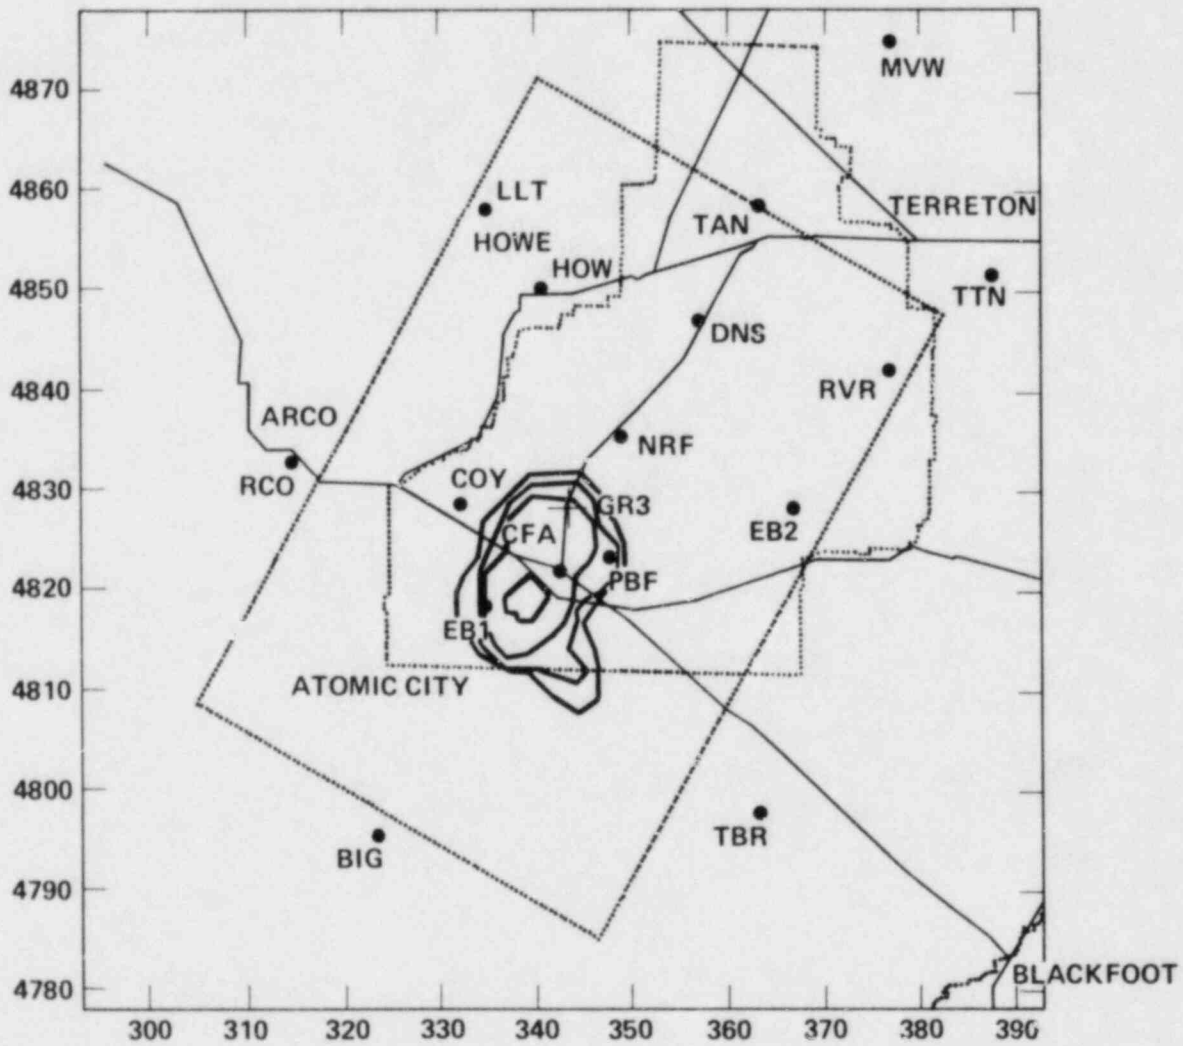 4870
4860
4850
4840
4830
4820
4810
4800
4790
4780
MVW
LLT
HOWE
HOW
TAN
TERRETON
TTN
DNS
RVR
ARCO
RCO
NRF
COY
GR3
CFA
EB2
PBF
EB1
ATOMIC CITY
BIG
TBR
BLACKFOOT
300 310 320 330 340 350 360 370 380 390